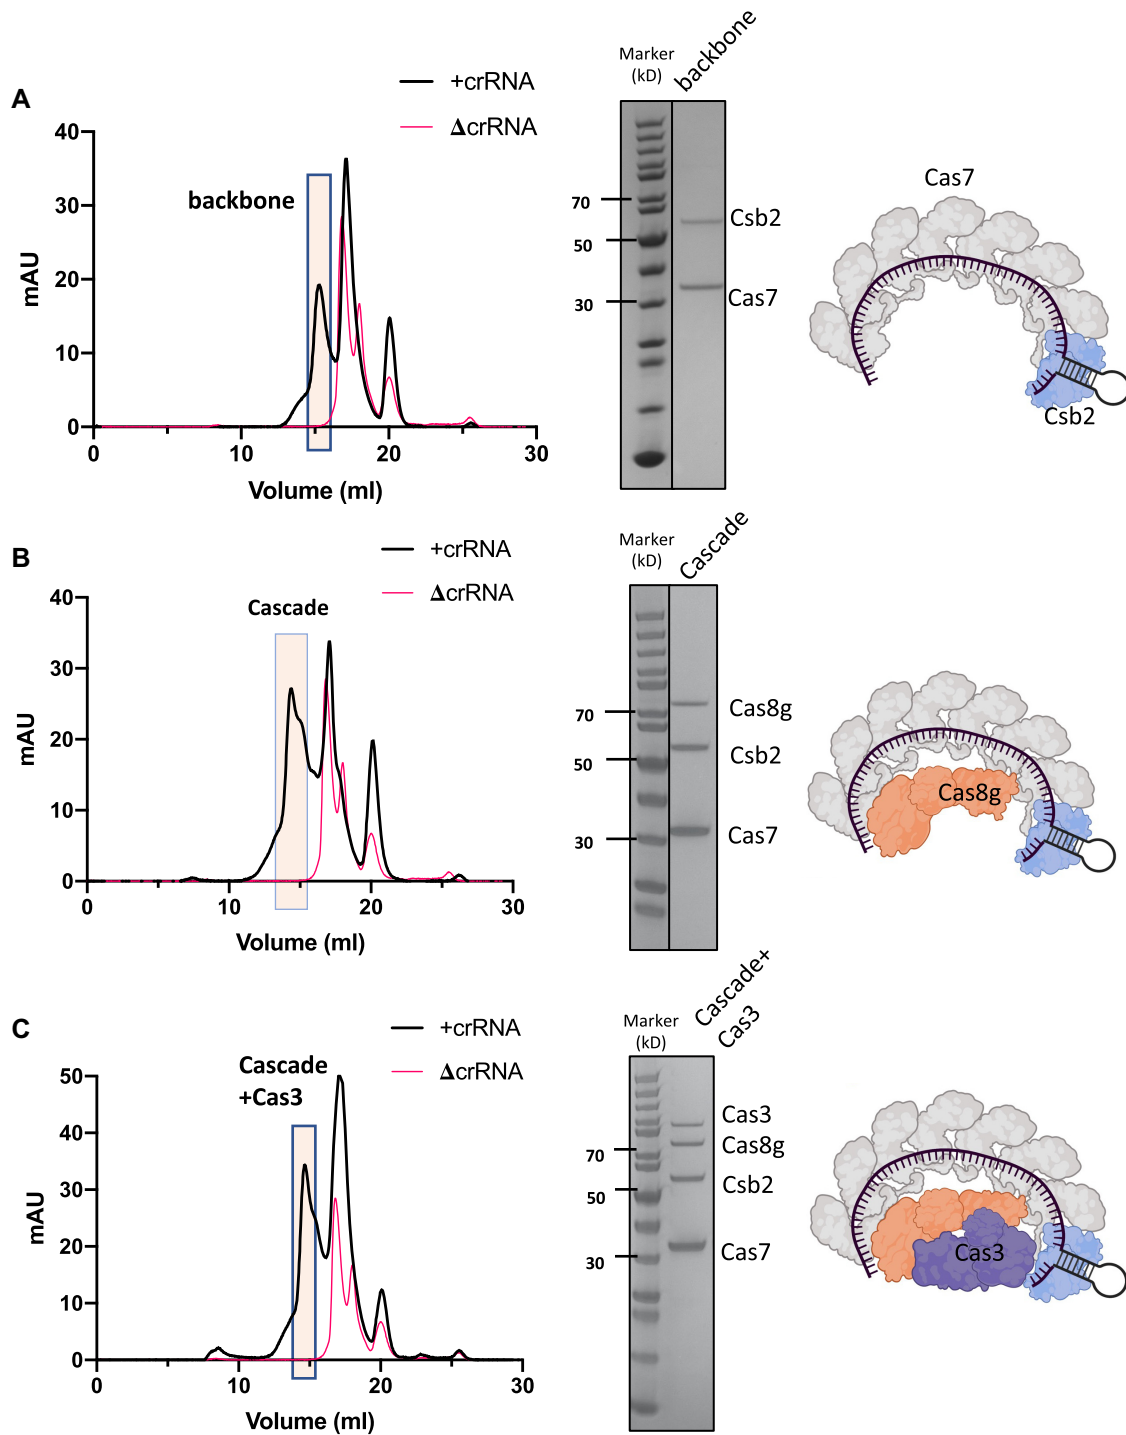 A
+crRNA
ΔcrRNA
backbone
40
30
20
10
0
mAU
0
10
20
30
Volume (ml)
Marker
(kD)
backbone
70
50
30
Csb2
Cas7
Cas7
Csb2
B
+crRNA
ΔcrRNA
Cascade
40
30
20
10
0
mAU
0
10
20
30
Volume (ml)
Marker
(kD)
Cascade
70
50
30
Cas8g
Csb2
Cas7
Cas8g
C
+crRNA
ΔcrRNA
Cascade
+Cas3
50
40
30
20
10
0
mAU
0
10
20
30
Volume (ml)
Marker
(kD)
Cascade+
Cas3
70
50
30
Cas3
Cas8g
Csb2
Cas7
Cas3